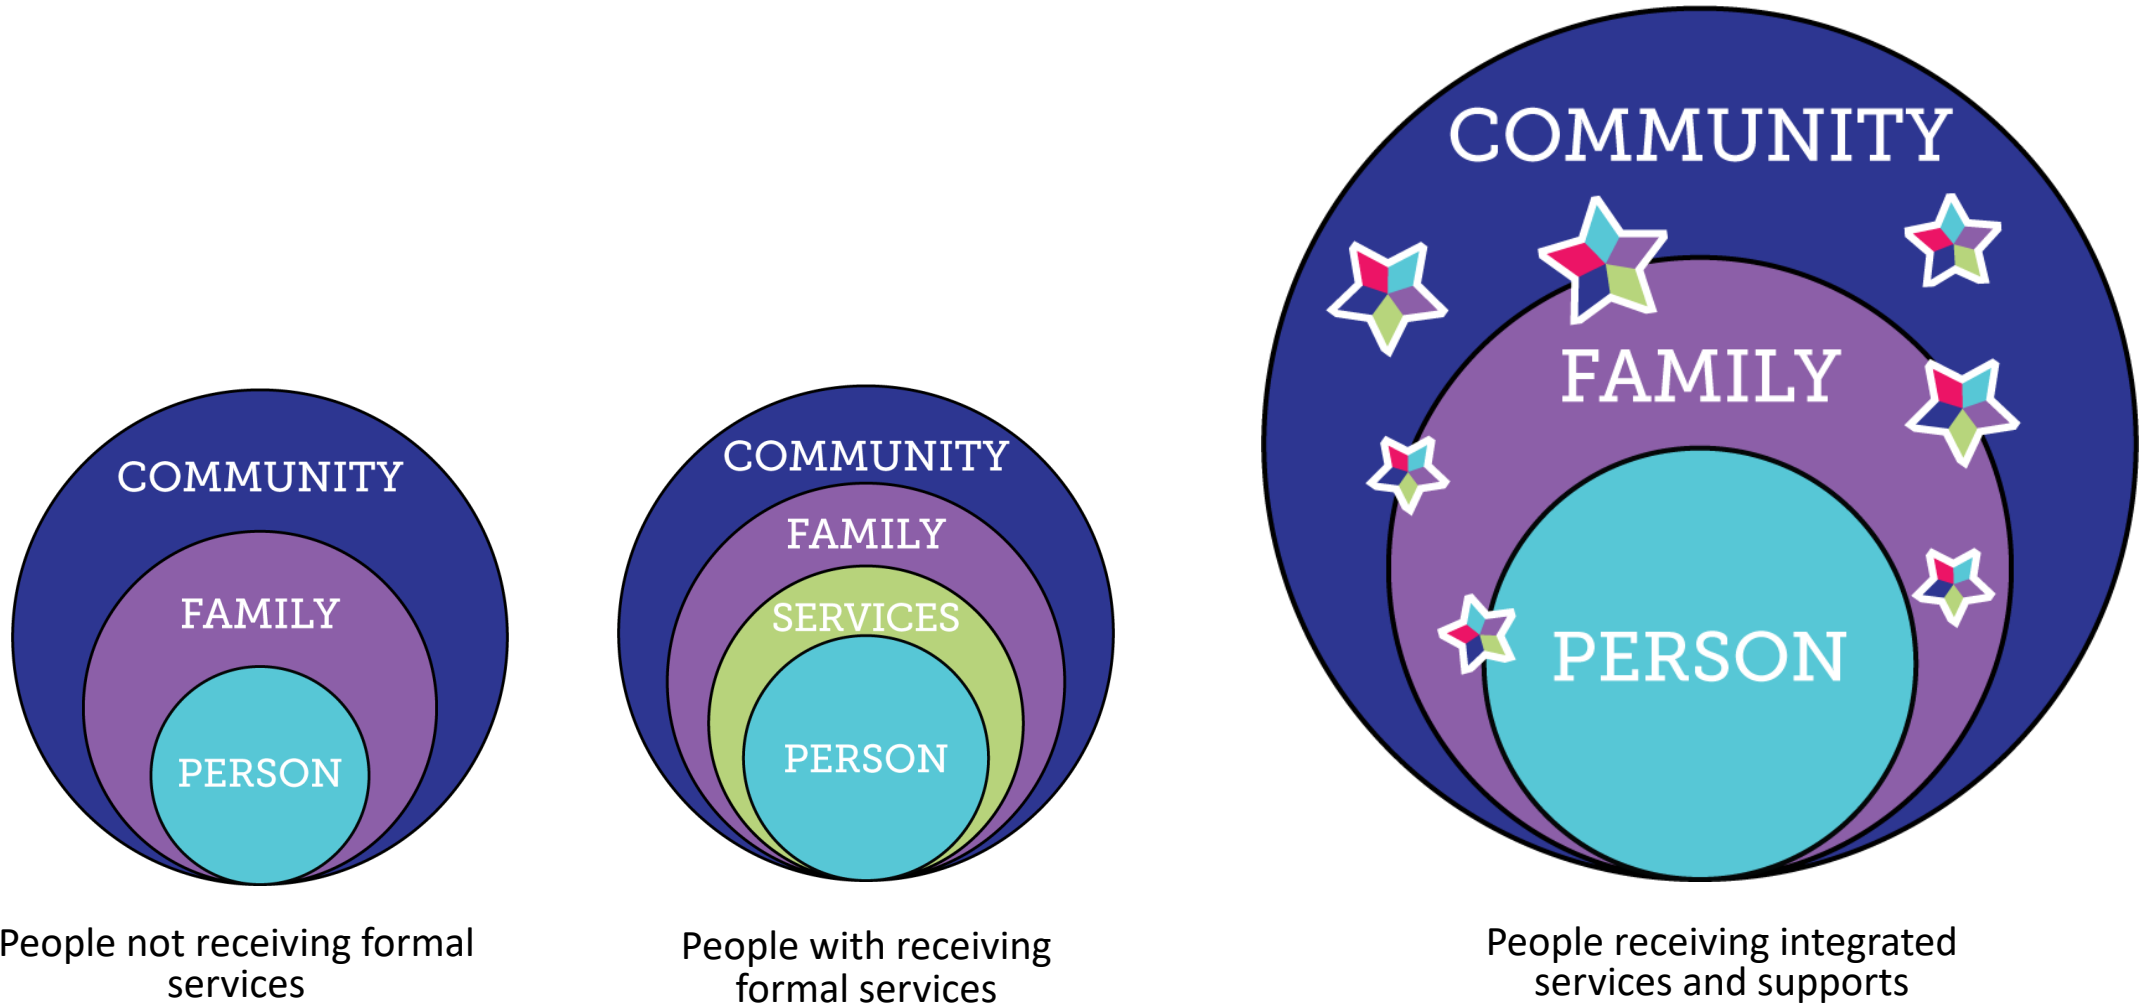 COMMUNITY
FAMILY
PERSON
People not receiving formal
services
COMMUNITY
FAMILY
SERVICES
PERSON
People with receiving
formal services
COMMUNITY
FAMILY
PERSON
People receiving integrated
services and supports